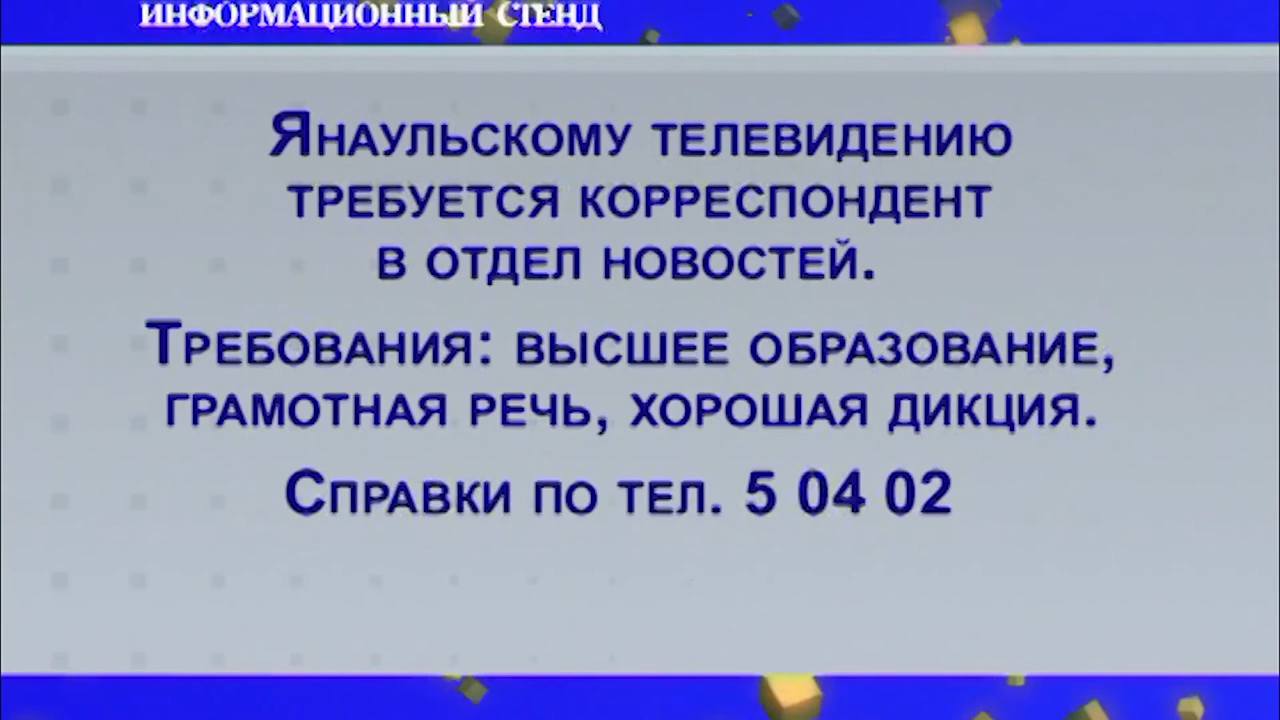 ИНФОРМАЦИОННЫЙ СТЕНД
Янаульскому телевидению
требуется корреспондент
в отдел новостей.
Требования: высшее образование,
грамотная речь, хорошая дикция.
Справки по тел. 5 04 02